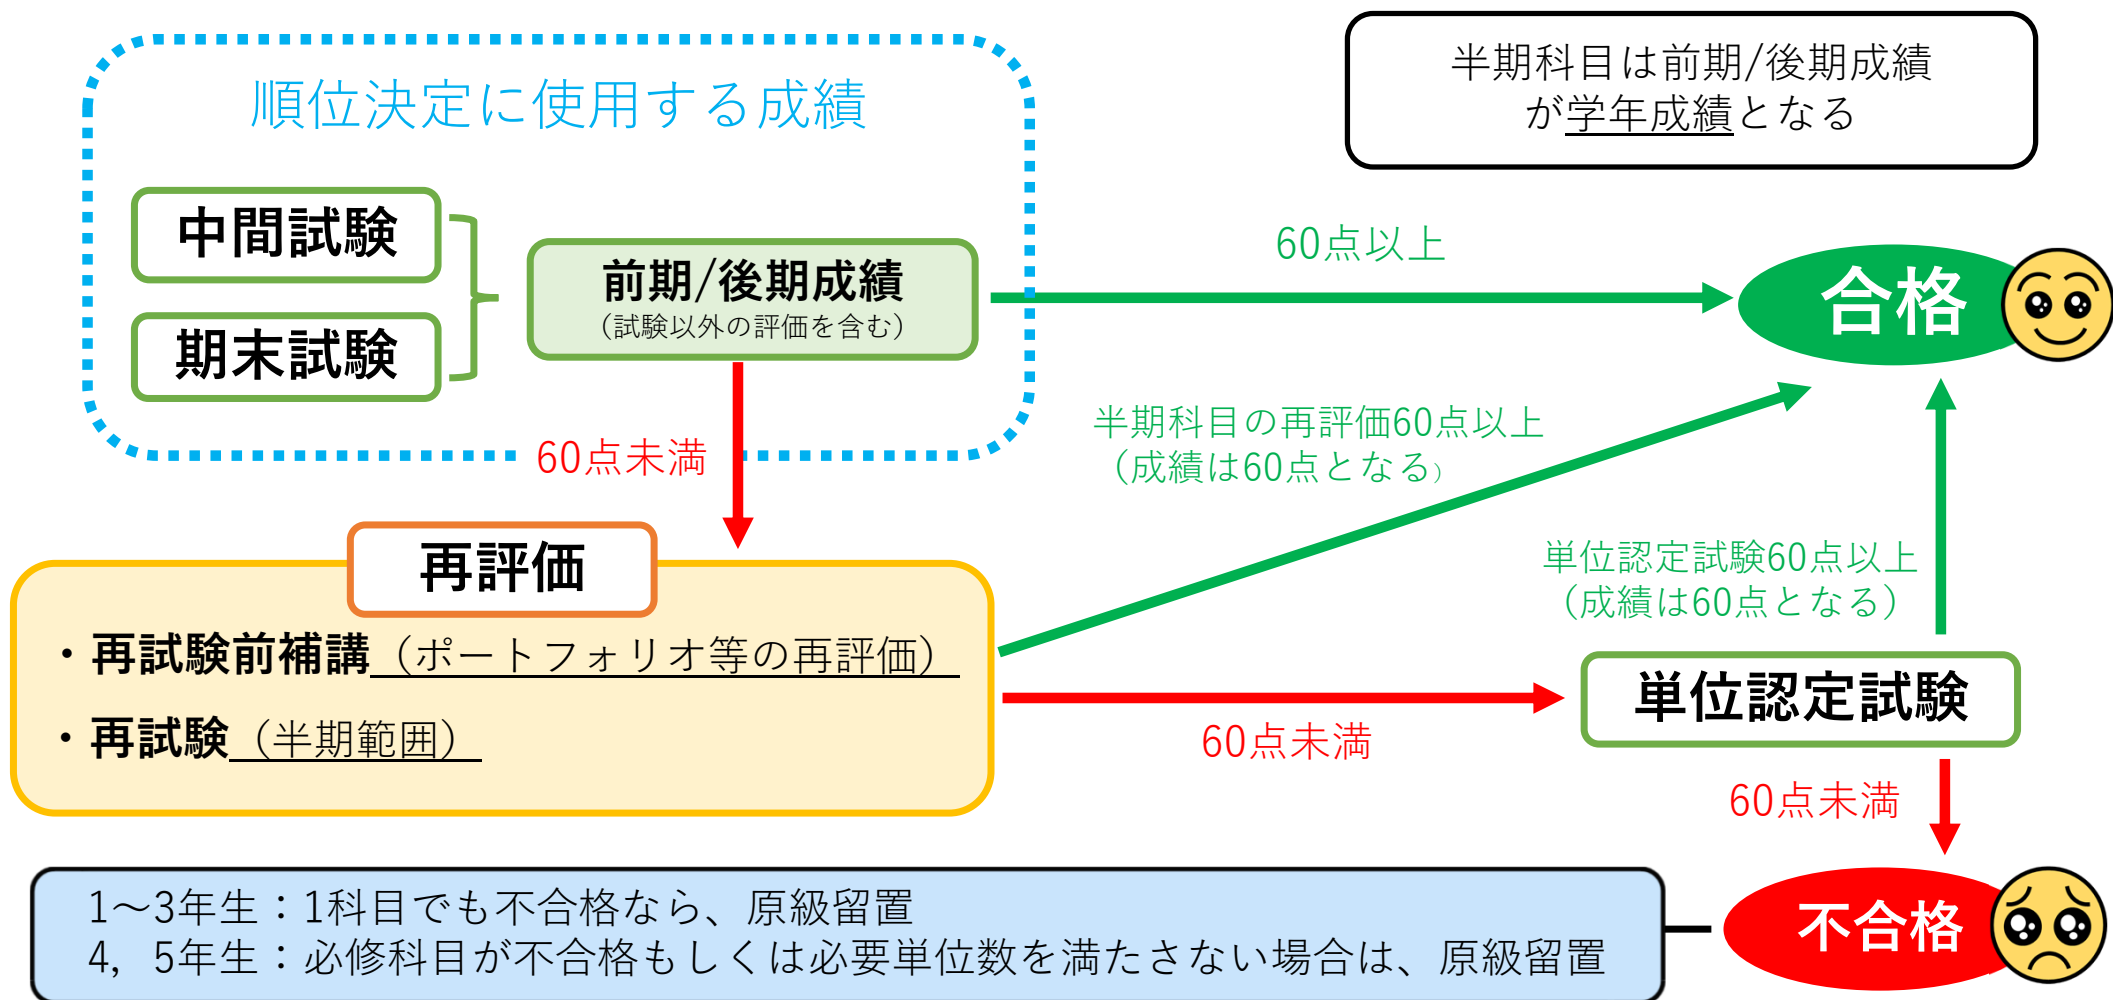 順位決定に使用する成績
半期科目は前期/後期成績
が学年成績となる
中間試験
期末試験
前期/後期成績
（試験以外の評価を含む）
60点以上
合格
60点未満
半期科目の再評価60点以上
（成績は60点となる）
再評価
・再試験前補講（ポートフォリオ等の再評価）
・再試験（半期範囲）
単位認定試験60点以上
（成績は60点となる）
60点未満
単位認定試験
60点未満
1～3年生：1科目でも不合格なら、原級留置
4，5年生：必修科目が不合格もしくは必要単位数を満たさない場合は、原級留置
不合格